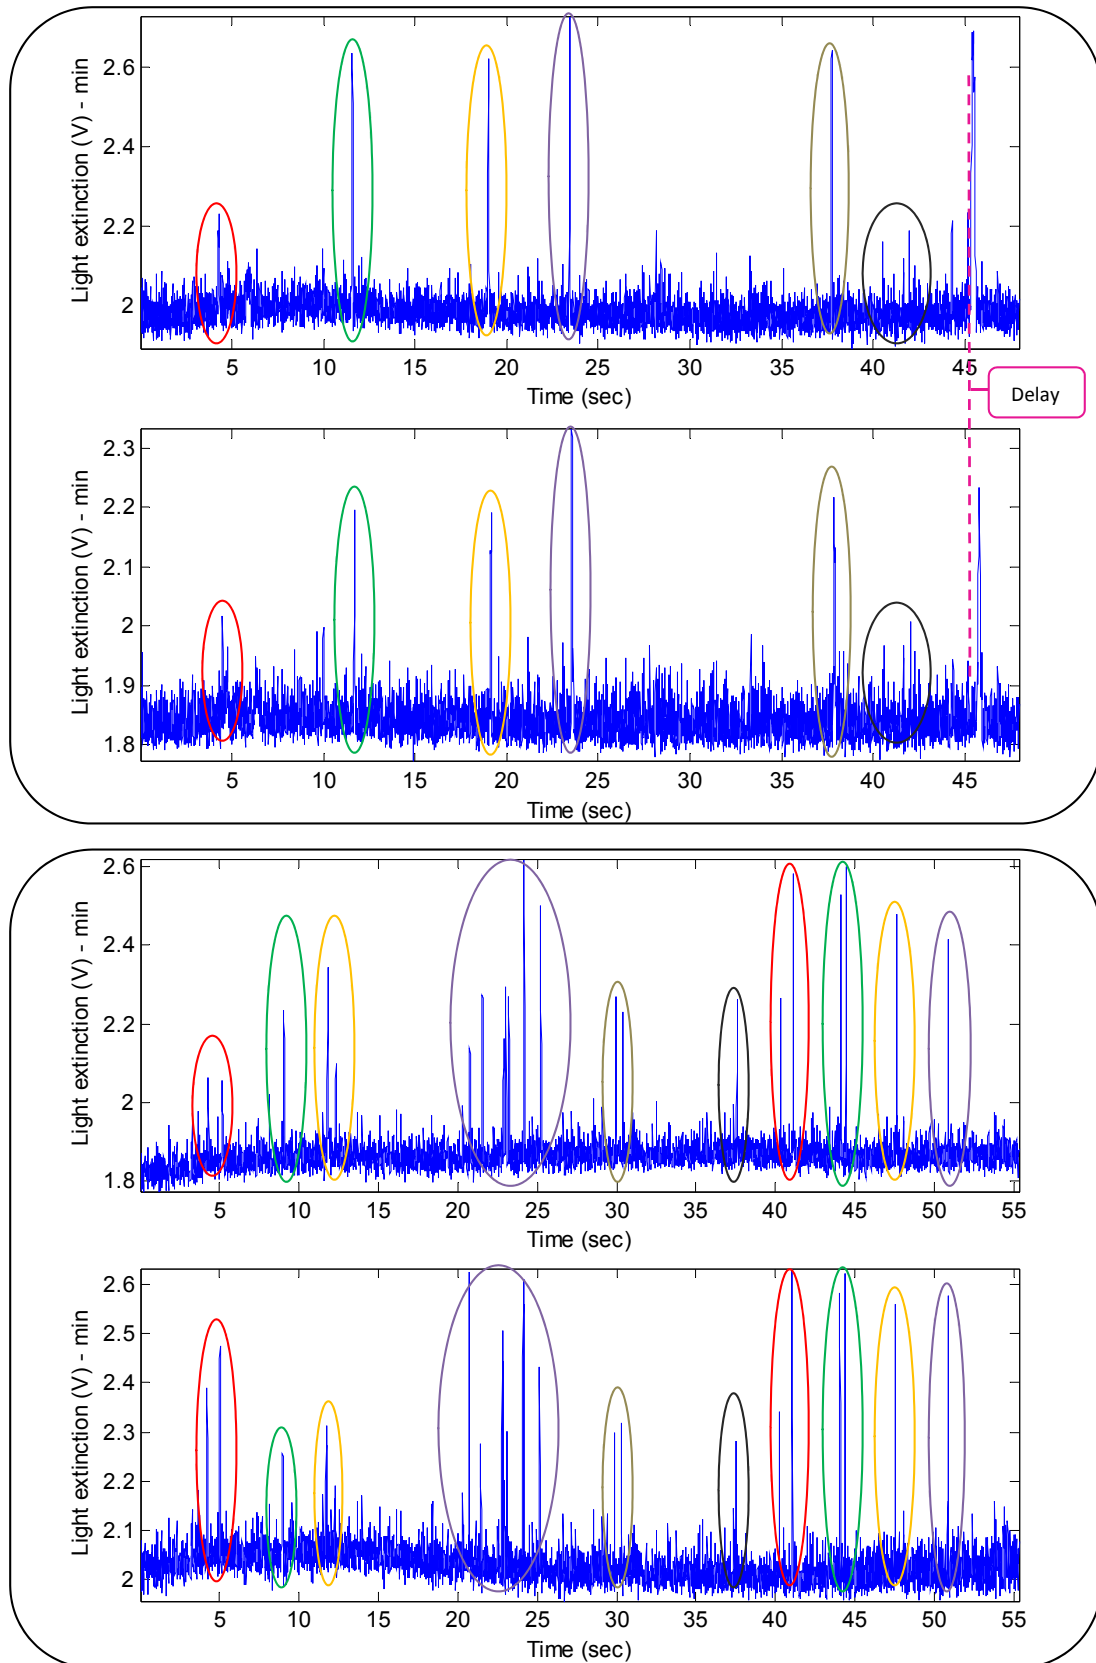 2.6
2.4
2.2
2
Light extinction (V) - min
5 10 15 20 25 30 35 40 45
Time (sec)
Delay
2.3
2.2
2.1
2
1.9
1.8
Light extinction (V) - min
5 10 15 20 25 30 35 40 45
Time (sec)
2.6
2.4
2.2
2
1.8
Light extinction (V) - min
5 10 15 20 25 30 35 40 45 50 55
Time (sec)
2.6
2.5
2.4
2.3
2.2
2.1
2
Light extinction (V) - min
5 10 15 20 25 30 35 40 45 50 55
Time (sec)